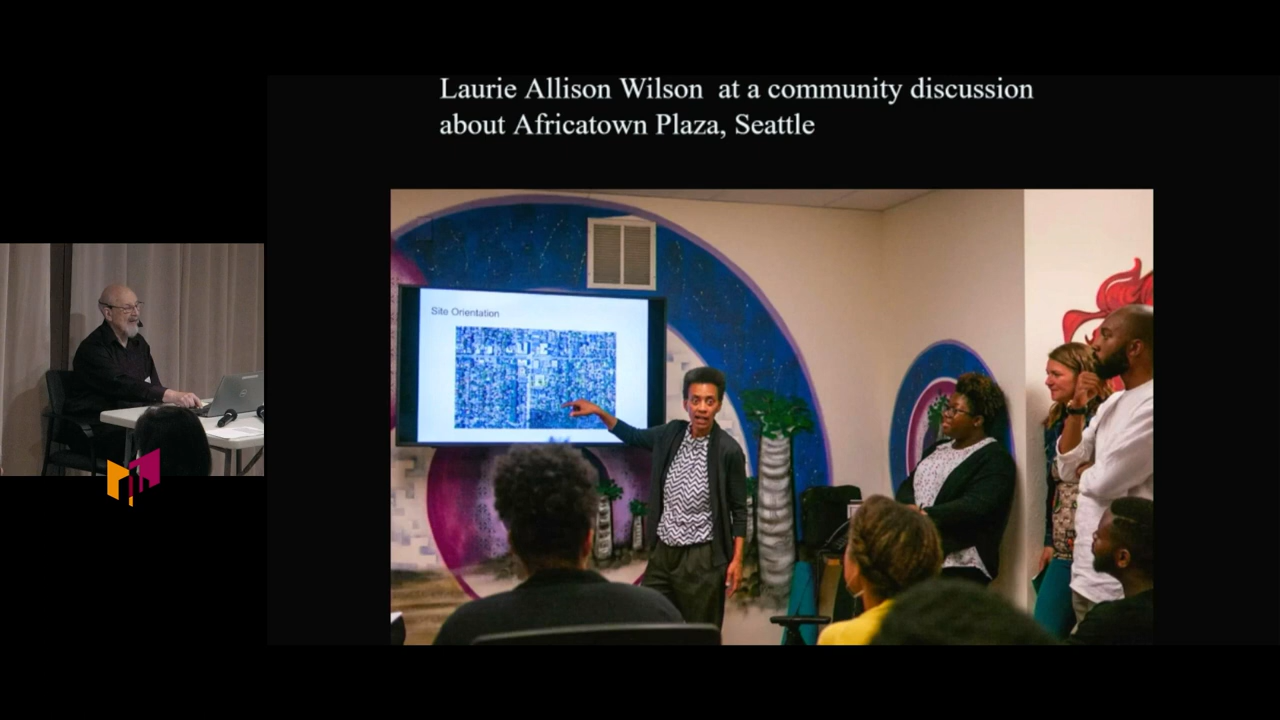 Laurie Allison Wilson  at a community discussion
about Africatown Plaza, Seattle
Site Orientation